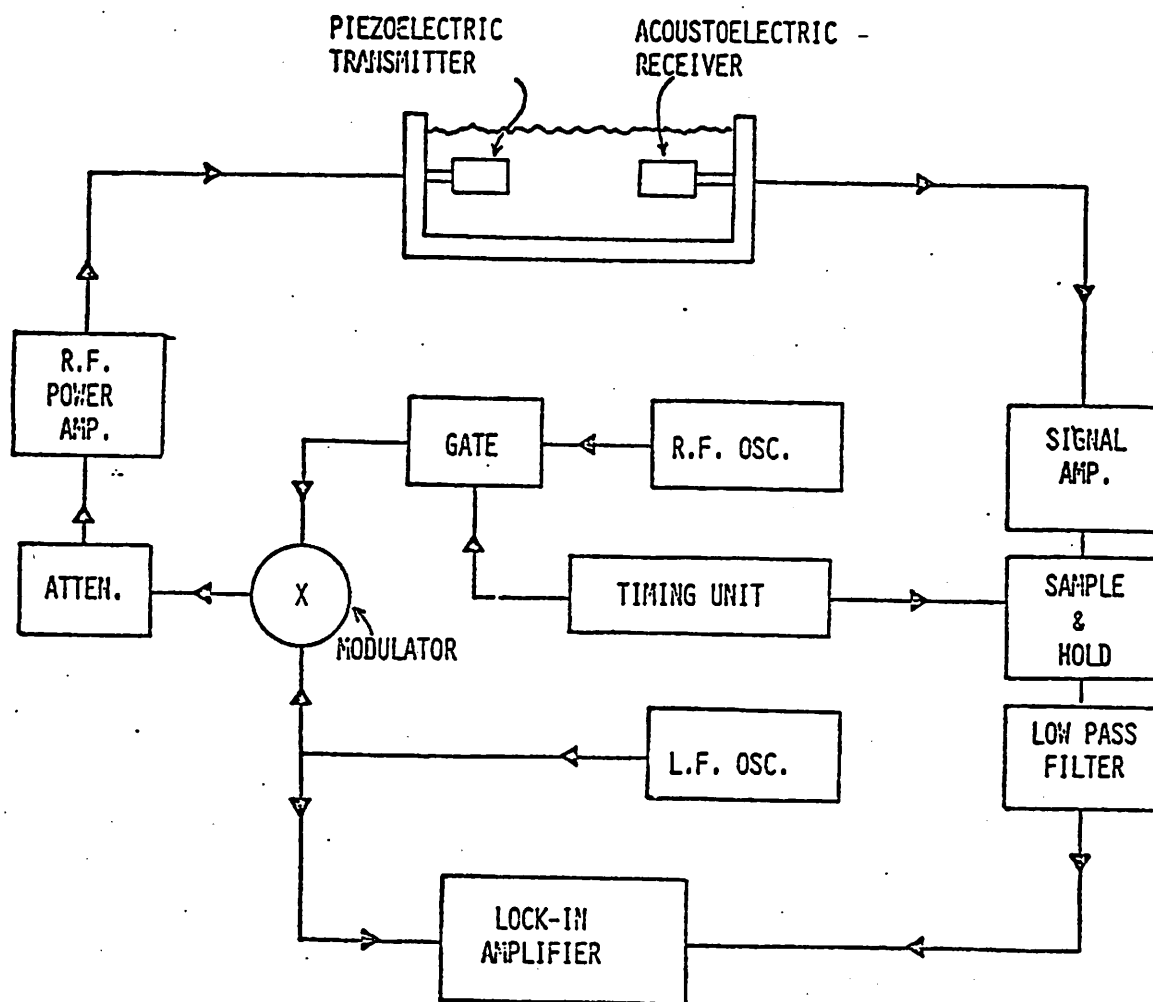 PIEZOELECTRIC
TRANSMITTER
ACOUSTOELECTRIC -
RECEIVER
R.F.
POWER
AMP.
GATE
R.F. OSC.
SIGNAL
AMP.
ATTEN.
X
MODULATOR
TIMING UNIT
SAMPLE
&
HOLD
L.F. OSC.
LOW PASS
FILTER
LOCK-IN
AMPLIFIER